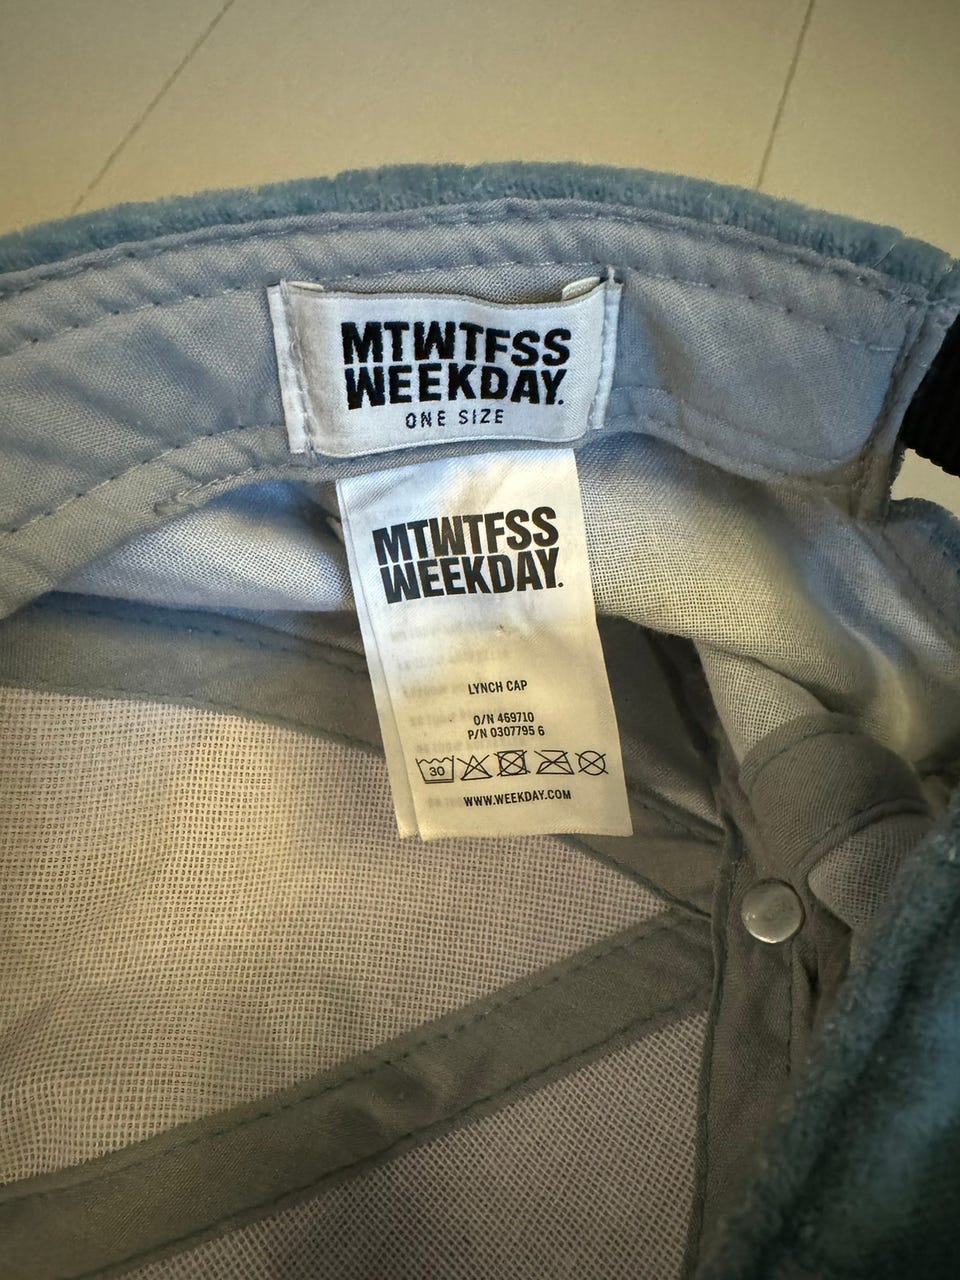 MTWTFSS
WEEKDAY.
ONE SIZE
MTWTFSS
WEEKDAY.
LYNCH CAP
O/N 469710
P/N 0307795 6
30
WWW.WEEKDAY.COM